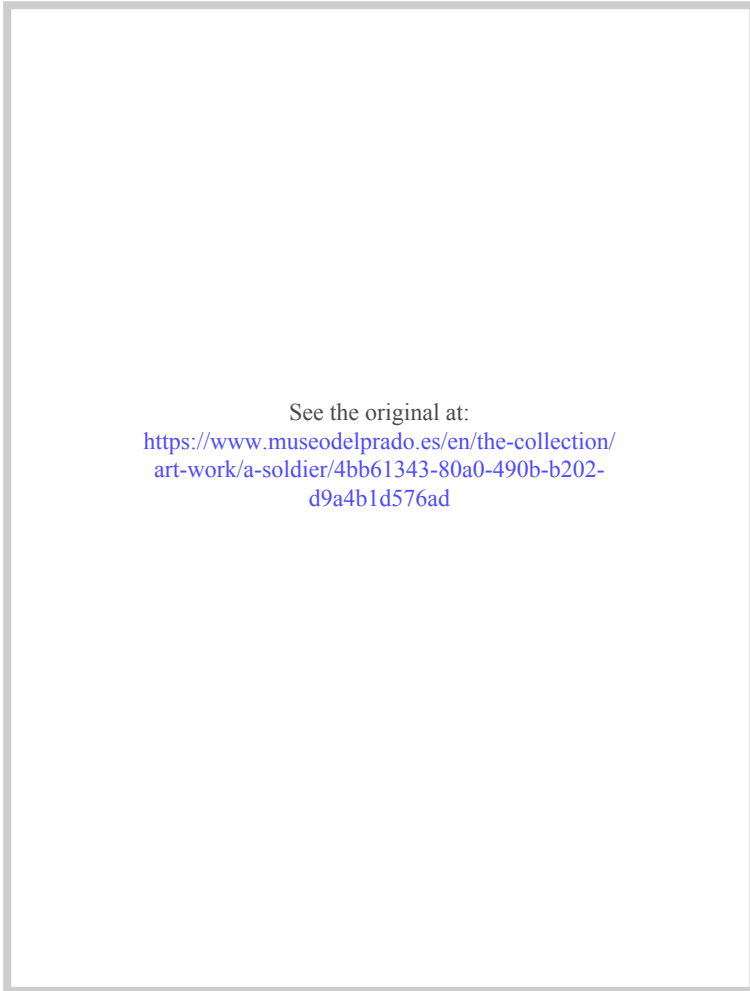 See the original at:
https://www.museodelprado.es/en/the-collection/
art-work/a-soldier/4bb61343-80a0-490b-b202-
d9a4b1d576ad